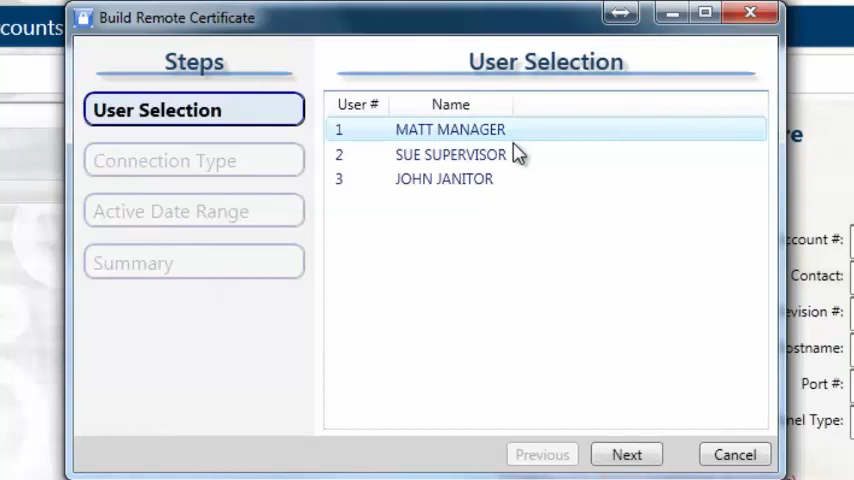 Build Remote Certificate
counts
Steps
User Selection
User Selection
Connection Type
Active Date Range
Summary
User # Name
1 MATT MANAGER
2 SUE SUPERVISOR
3 JOHN JANITOR
Previous Next Cancel
re
ccount #:
Contact:
evision #:
ostname:
Port #:
nel Type: